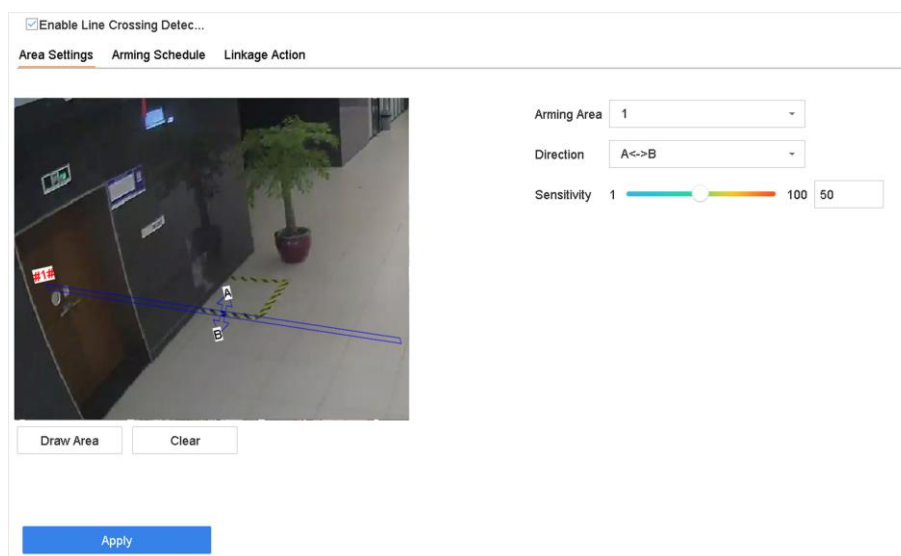 Enable Line Crossing Detec...
Area Settings Arming Schedule Linkage Action
Arming Area 1
Direction A<->B
Sensitivity 1 100 50
#1#
A
B
Draw Area Clear
Apply